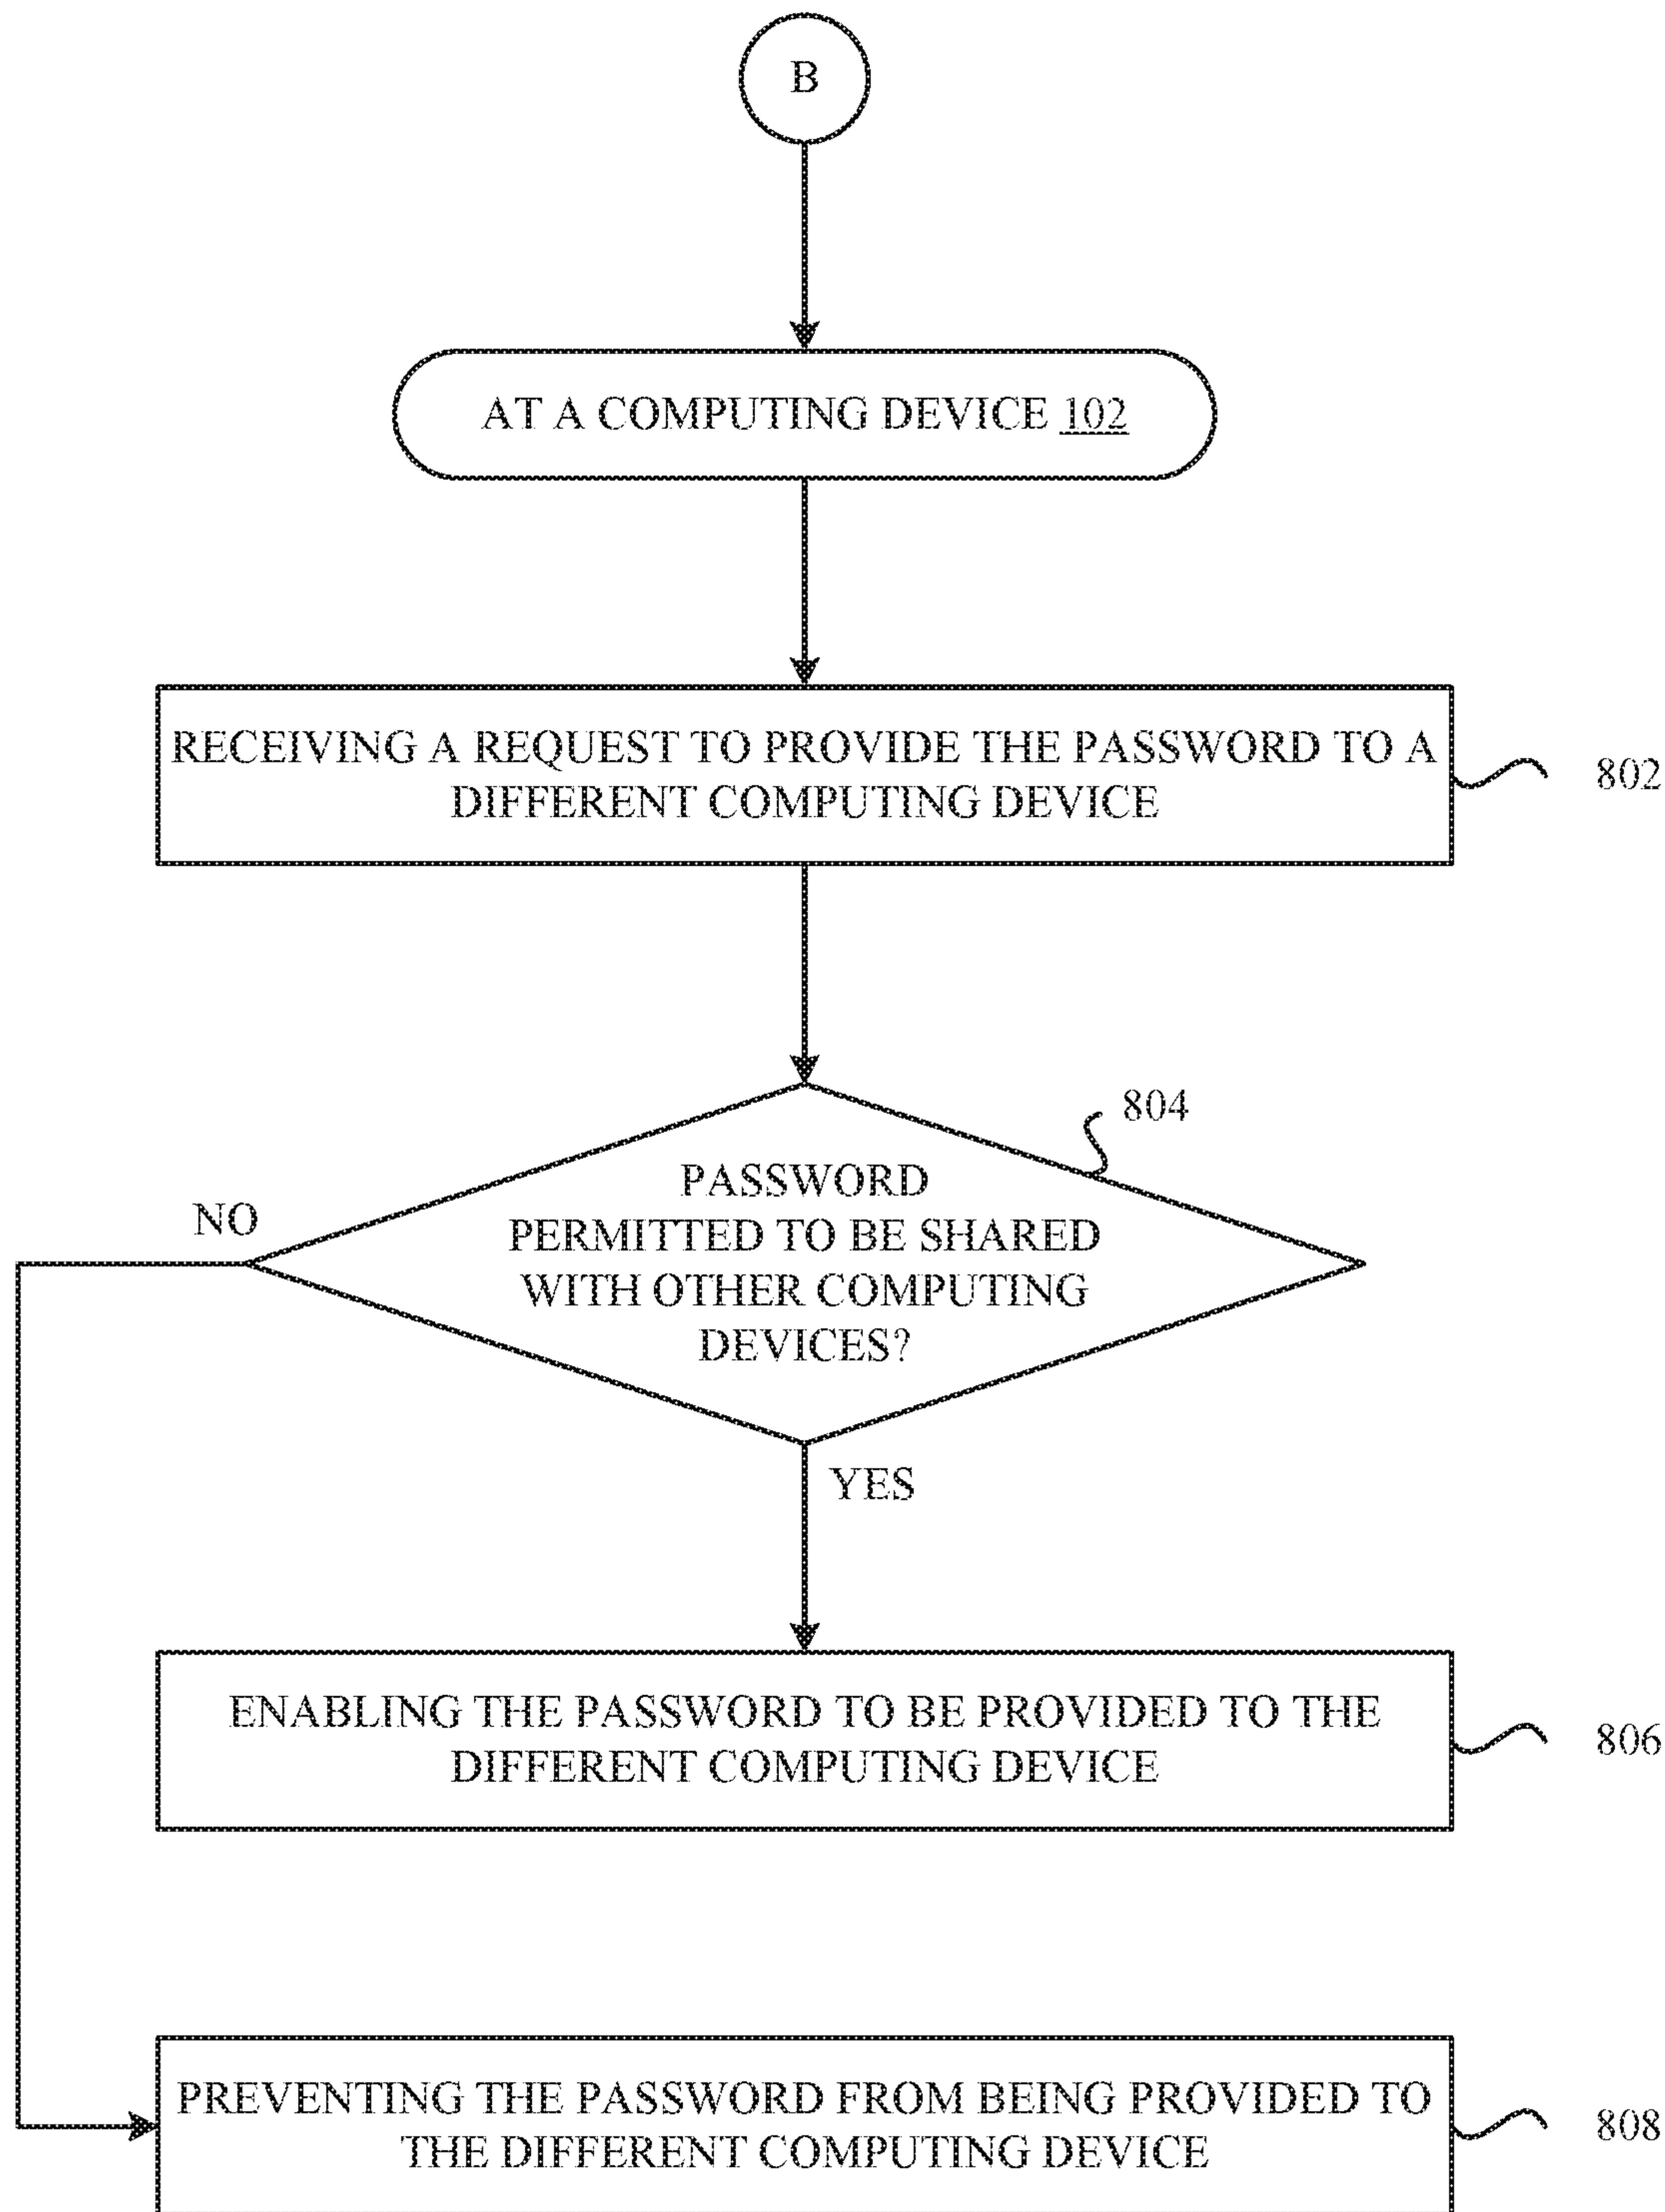 B
AT A COMPUTING DEVICE 102
RECEIVING A REQUEST TO PROVIDE THE PASSWORD TO A
DIFFERENT COMPUTING DEVICE
802
804
PASSWORD
PERMITTED TO BE SHARED
WITH OTHER COMPUTING
DEVICES?
NO
YES
ENABLING THE PASSWORD TO BE PROVIDED TO THE
DIFFERENT COMPUTING DEVICE
806
PREVENTING THE PASSWORD FROM BEING PROVIDED TO
THE DIFFERENT COMPUTING DEVICE
808